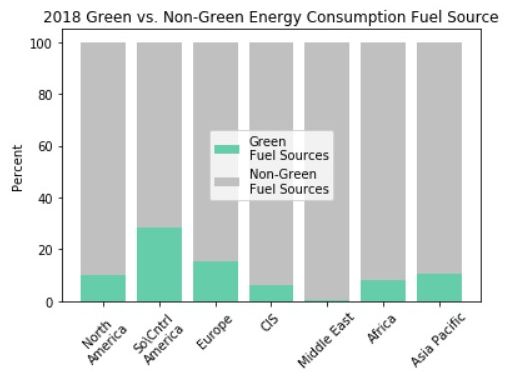 2018 Green vs. Non-Green Energy Consumption Fuel Source
100
80
60
40
20
0
Percent
Green
Fuel Sources
Non-Green
Fuel Sources
North
America
So\Cntrl
America
Europe
CIS
Middle East
Africa
Asia Pacific